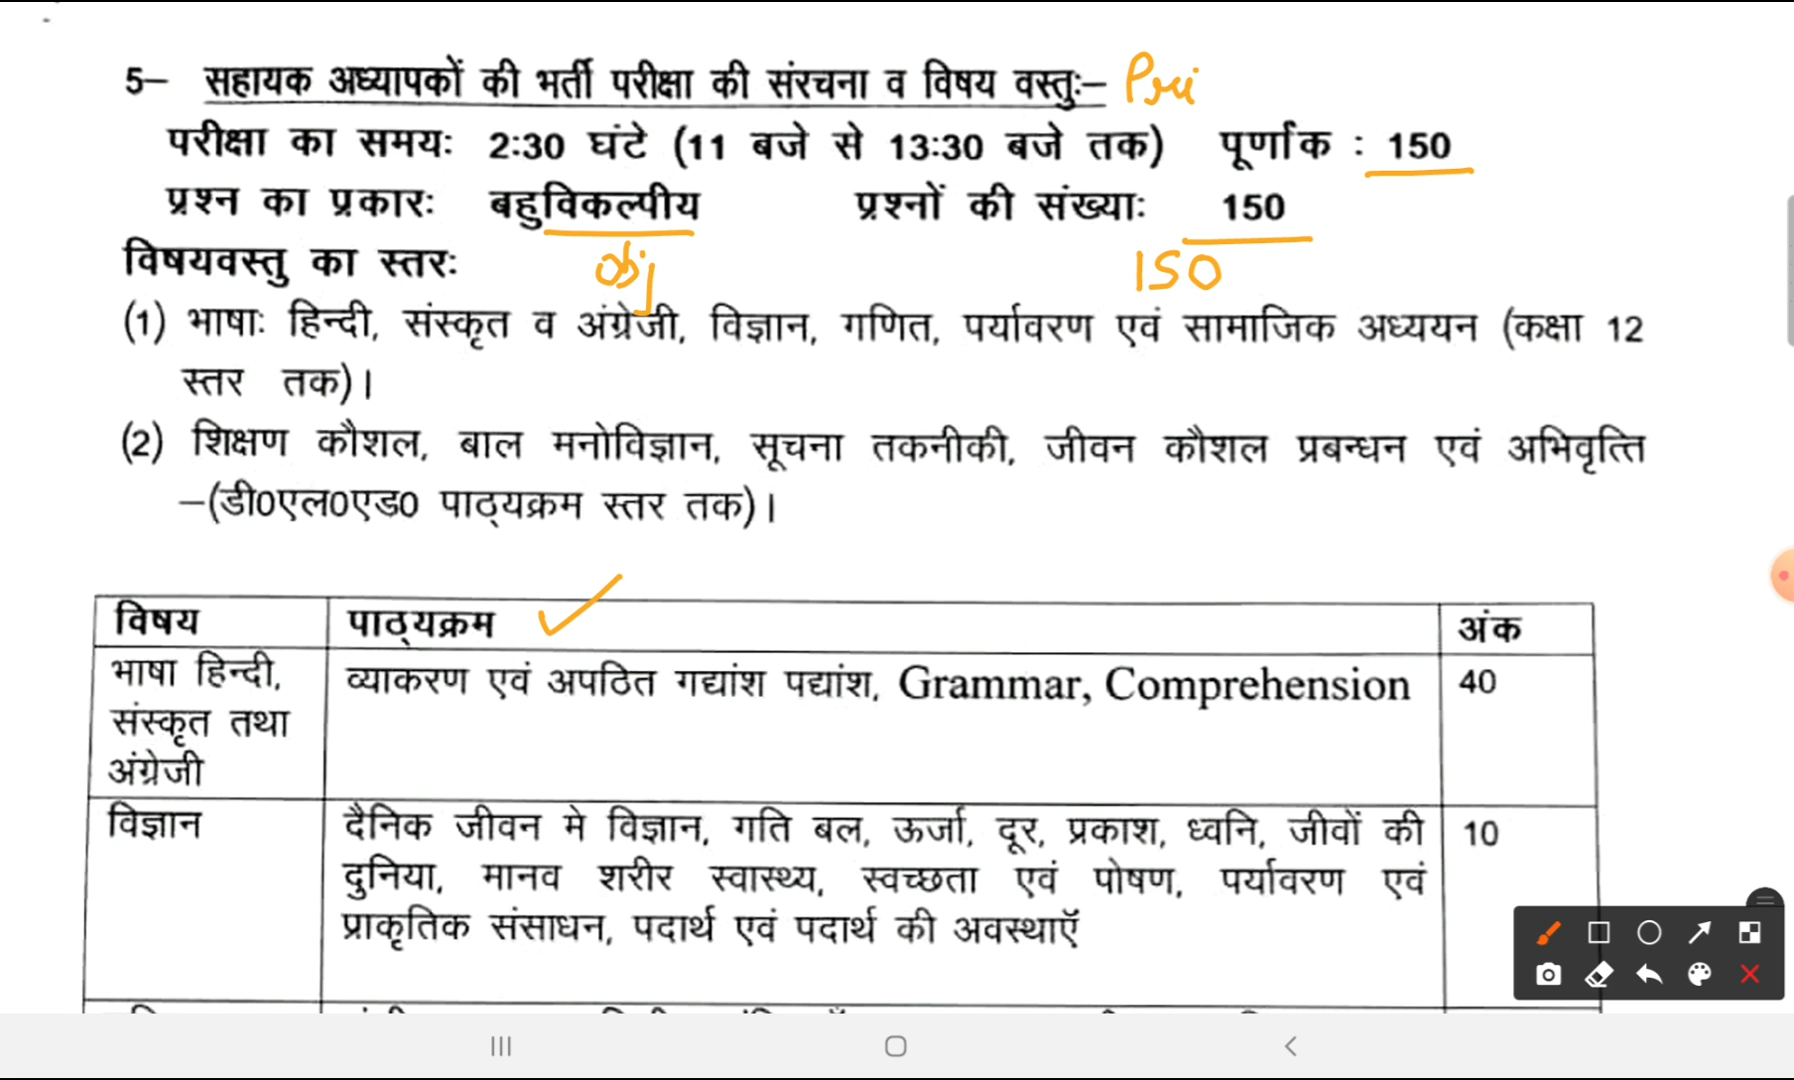 5– सहायक अध्यापकों की भर्ती परीक्षा की संरचना व विषय वस्तुः– Pri
परीक्षा का समयः 2:30 घंटे (11 बजे से 13:30 बजे तक) पूर्णांक : 150
प्रश्न का प्रकारः बहुविकल्पीय प्रश्नों की संख्याः 150
विषयवस्तु का स्तरः obj 150
(1) भाषाः हिन्दी, संस्कृत व अंग्रेजी, विज्ञान, गणित, पर्यावरण एवं सामाजिक अध्ययन (कक्षा 12
स्तर तक)।
(2) शिक्षण कौशल, बाल मनोविज्ञान, सूचना तकनीकी, जीवन कौशल प्रबन्धन एवं अभिवृत्ति
–(डी0एल0एड0 पाठ्यक्रम स्तर तक)।
विषय पाठ्यक्रम अंक
भाषा हिन्दी, व्याकरण एवं अपठित गद्यांश पद्यांश, Grammar, Comprehension 40
संस्कृत तथा
अंग्रेजी
विज्ञान दैनिक जीवन मे विज्ञान, गति बल, ऊर्जा, दूर, प्रकाश, ध्वनि, जीवों की 10
दुनिया, मानव शरीर स्वास्थ्य, स्वच्छता एवं पोषण, पर्यावरण एवं
प्राकृतिक संसाधन, पदार्थ एवं पदार्थ की अवस्थाऍ